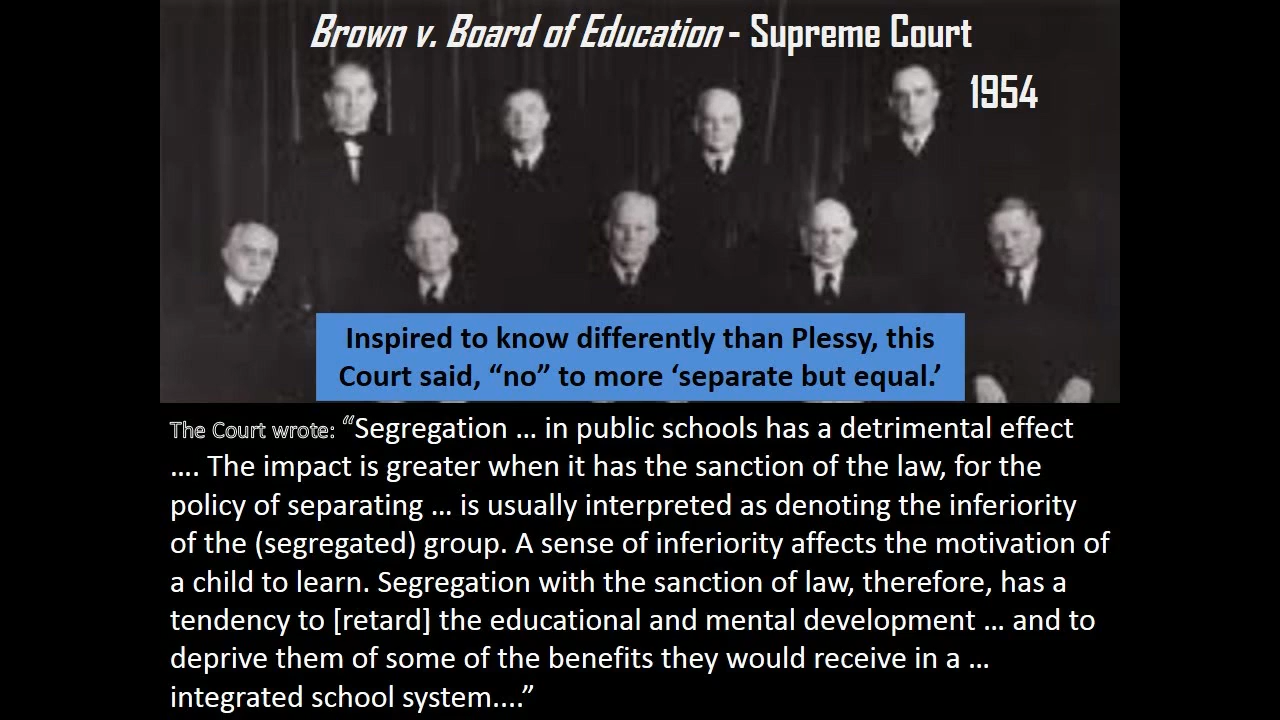 Brown v. Board of Education - Supreme Court
1954
Inspired to know differently than Plessy, this
Court said, “no” to more ‘separate but equal.’
The Court wrote: “Segregation ... in public schools has a detrimental effect
.... The impact is greater when it has the sanction of the law, for the
policy of separating ... is usually interpreted as denoting the inferiority
of the (segregated) group. A sense of inferiority affects the motivation of
a child to learn. Segregation with the sanction of law, therefore, has a
tendency to [retard] the educational and mental development ... and to
deprive them of some of the benefits they would receive in a ...
integrated school system....”